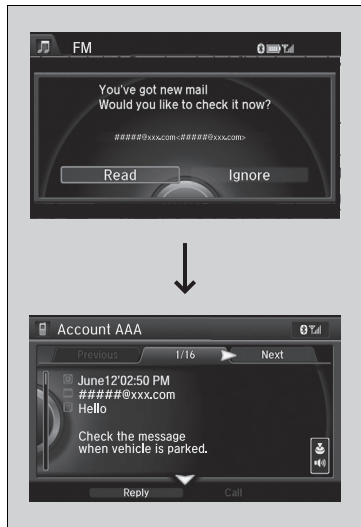 FM
You've got new mail
Would you like to check it now?
#####@xxx.com<#####@xxx.com>
Read Ignore
Account AAA
Previous 1/16 Next
June12'02:50 PM
#####@xxx.com
Hello
Check the message
when vehicle is parked.
Reply Call